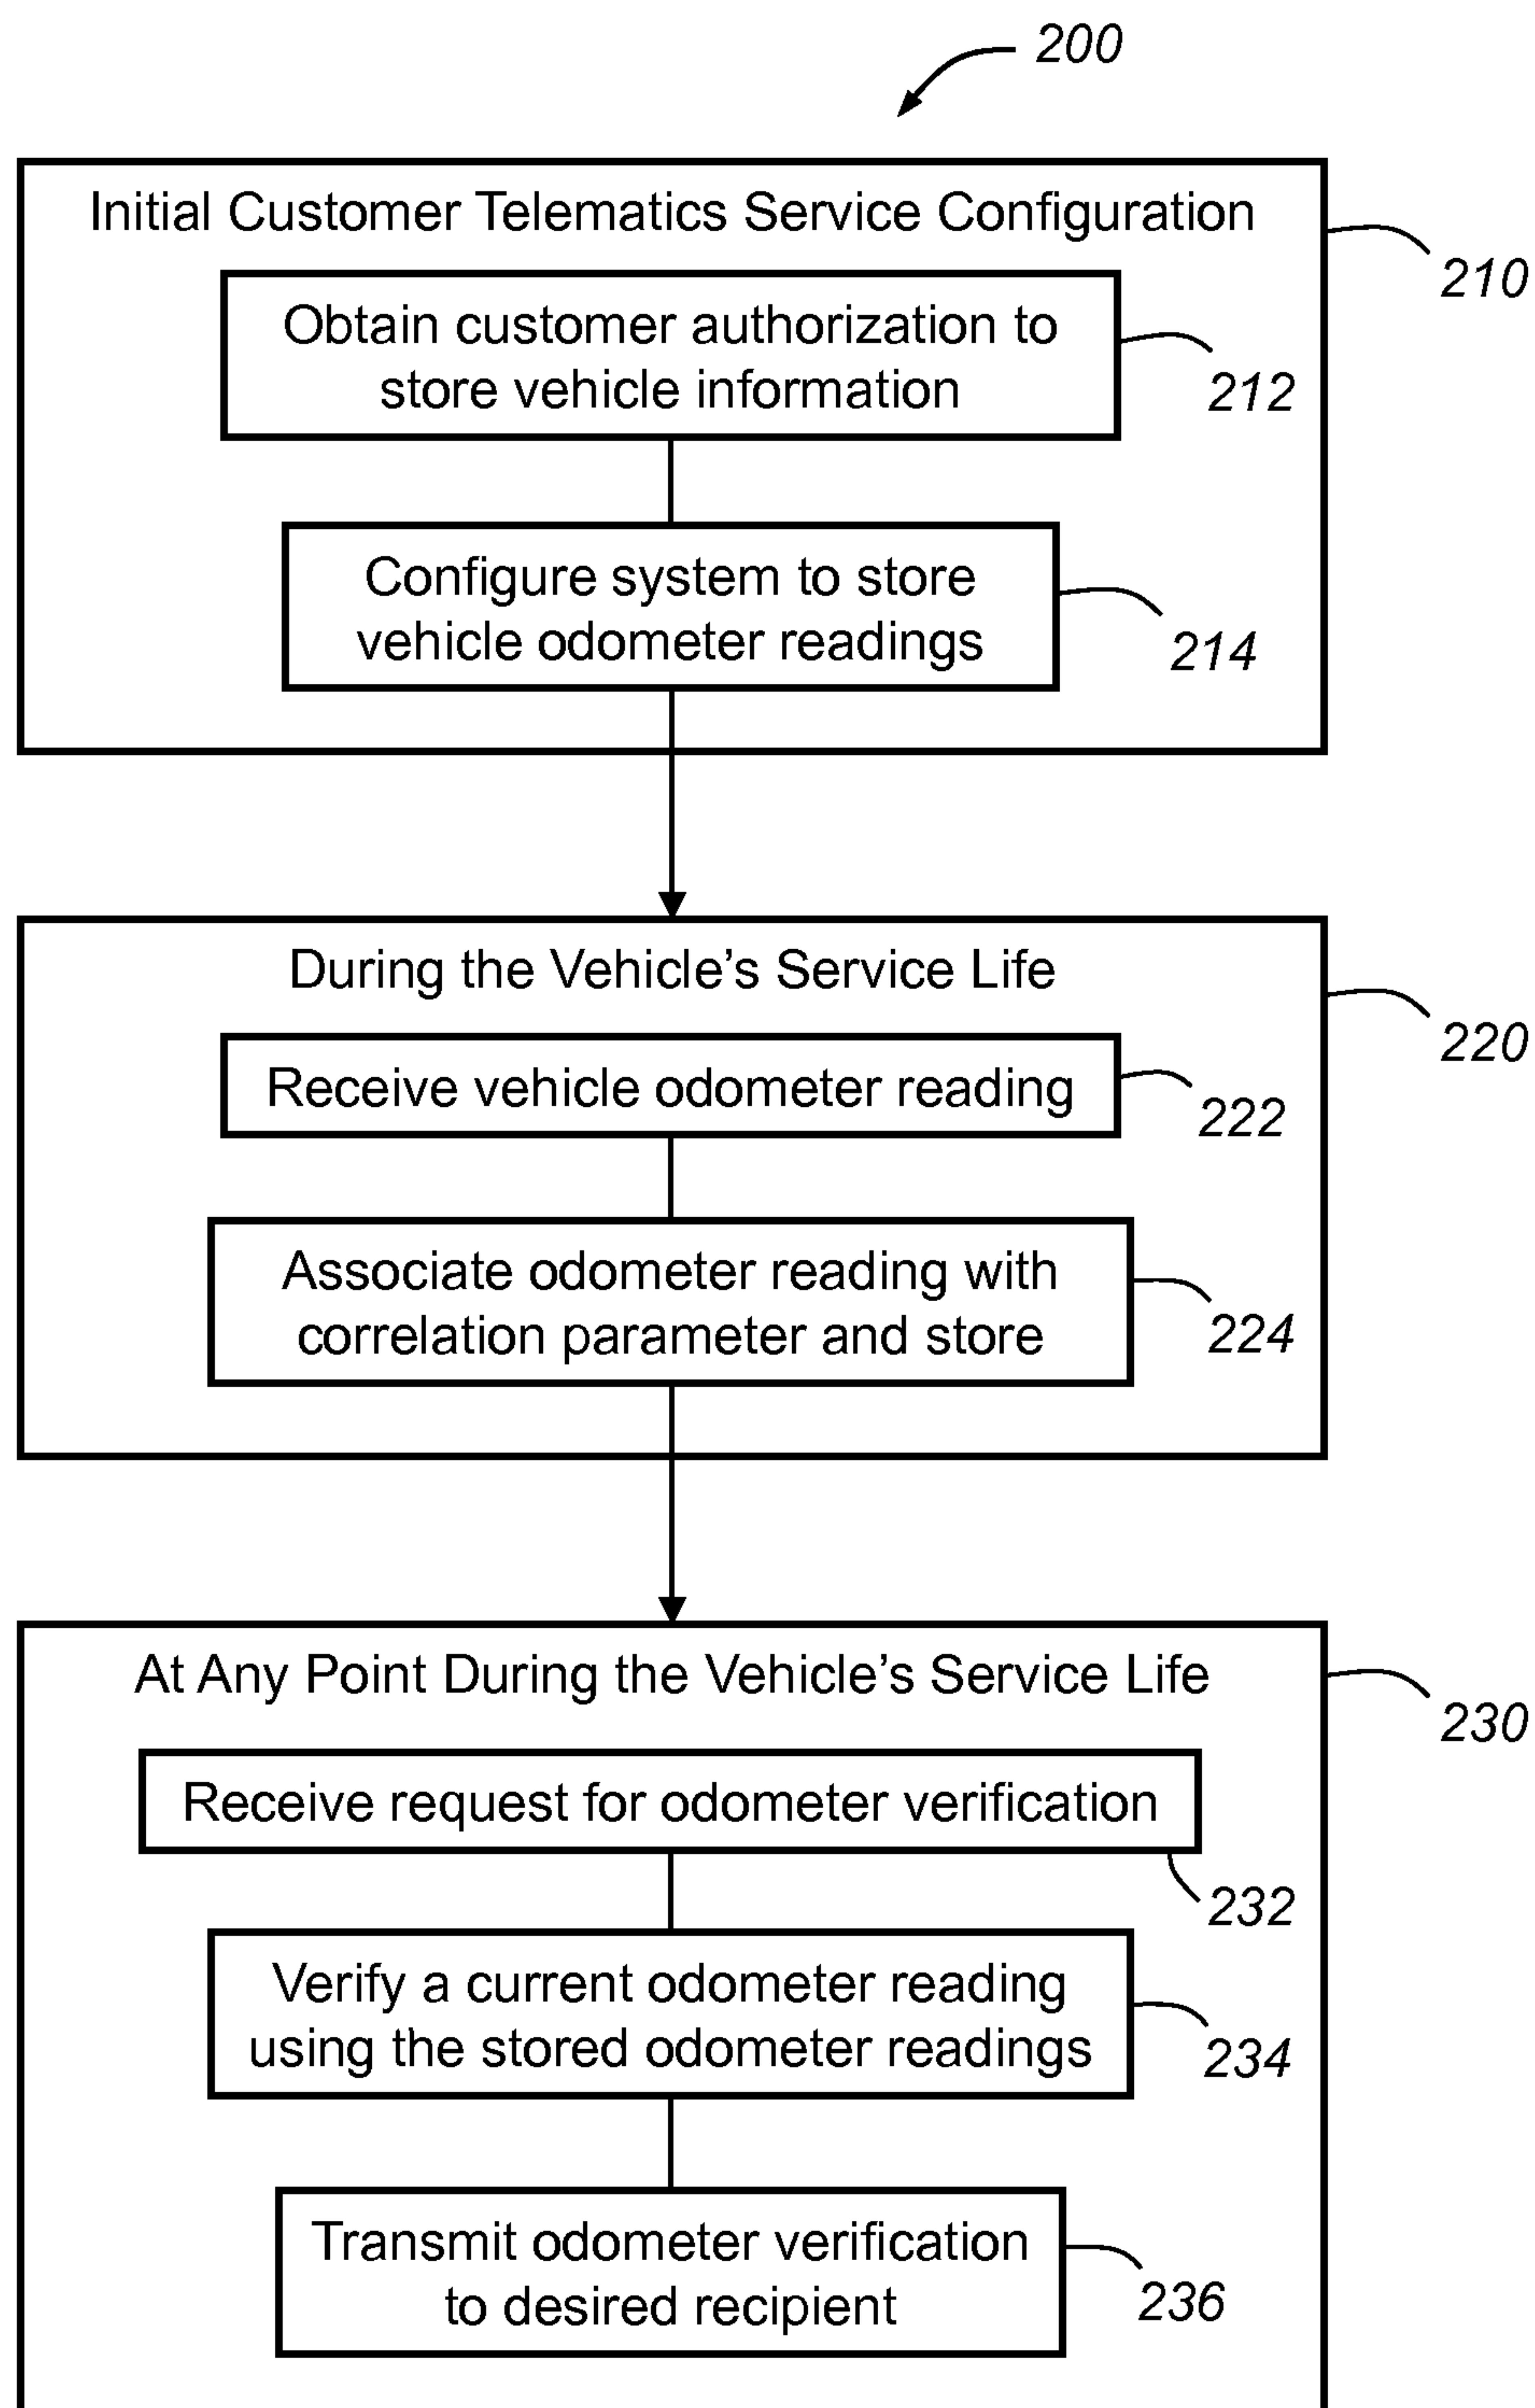 200
Initial Customer Telematics Service Configuration
210
Obtain customer authorization to
store vehicle information
212
Configure system to store
vehicle odometer readings
214
During the Vehicle’s Service Life
220
Receive vehicle odometer reading
222
Associate odometer reading with
correlation parameter and store
224
At Any Point During the Vehicle’s Service Life
230
Receive request for odometer verification
232
Verify a current odometer reading
using the stored odometer readings
234
Transmit odometer verification
to desired recipient
236